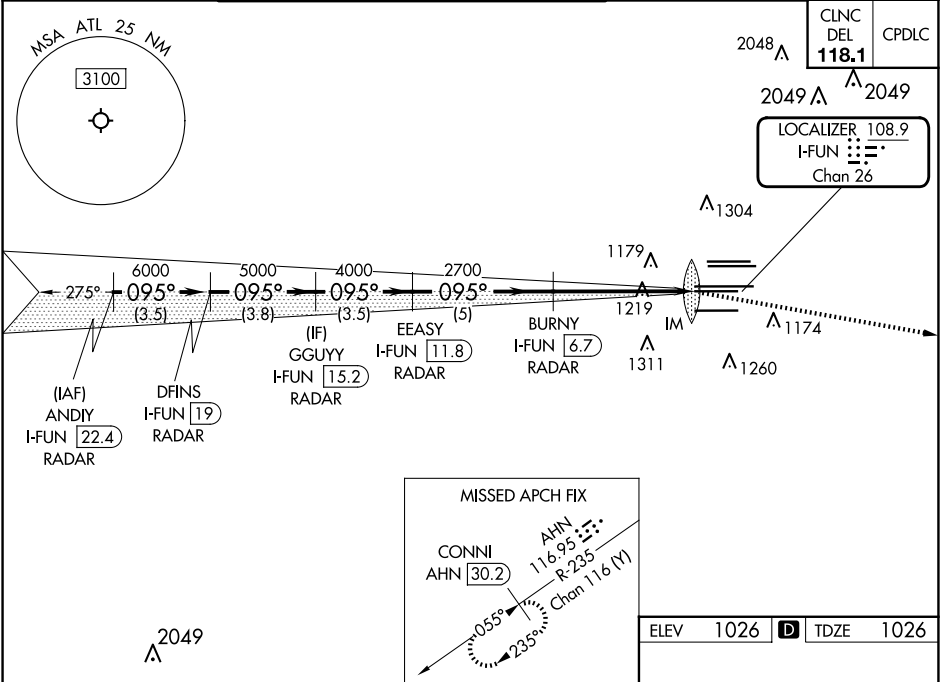 MSA ATL 25 NM
3100
CLNC
DEL
118.1
CPDLC
2048
2049
2049
LOCALIZER 108.9
I-FUN
Chan 26
1304
1179
1219
IM
1311
1174
1260
275°
6000
095°
(3.5)
5000
095°
(3.8)
4000
095°
(3.5)
2700
095°
(5)
(IAF)
ANDIY
I-FUN 22.4
RADAR
DFINS
I-FUN 19
RADAR
(IF)
GGUYY
I-FUN 15.2
RADAR
EEASY
I-FUN 11.8
RADAR
BURNY
I-FUN 6.7
RADAR
MISSED APCH FIX
CONNI
AHN 30.2
AHN
116.95
R-235
Chan 116 (Y)
055°
235°
2049
ELEV 1026 D TDZE 1026